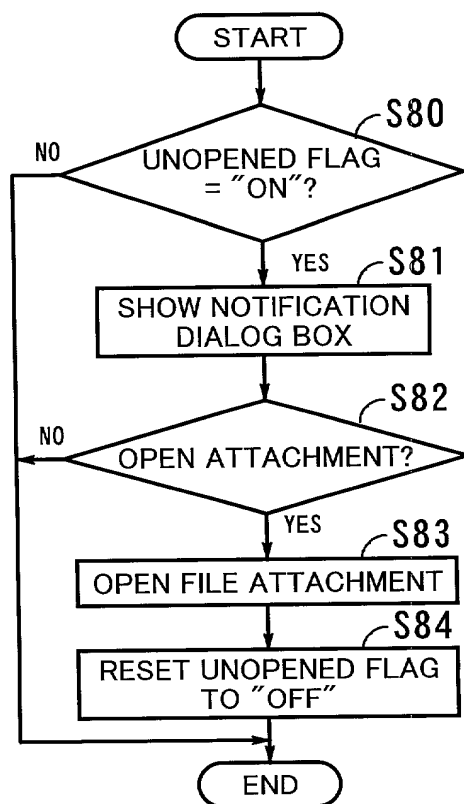 START
S80
NO
UNOPENED FLAG
= "ON"?
YES
S81
SHOW NOTIFICATION
DIALOG BOX
S82
NO
OPEN ATTACHMENT?
YES
S83
OPEN FILE ATTACHMENT
S84
RESET UNOPENED FLAG
TO "OFF"
END